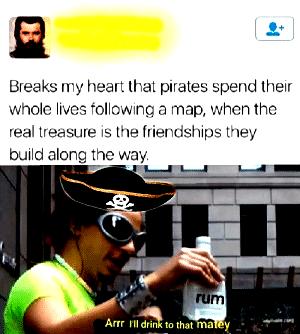 Breaks my heart that pirates spend their
whole lives following a map, when the
real treasure is the friendships they
build along the way.
rum
Arrr I'll drink to that matey